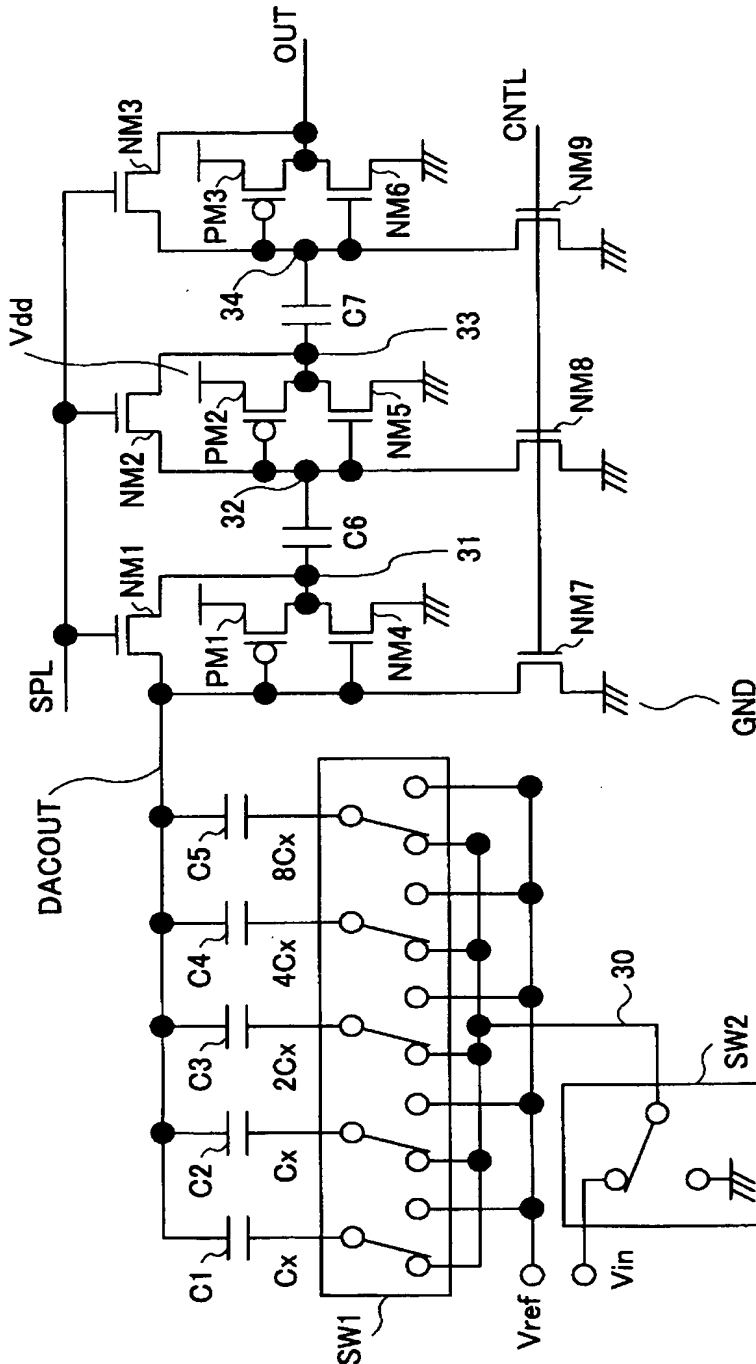 SPL
NM1
NM2
NM3
Vdd
DACOUT
PM1
PM2
PM3
OUT
31
32
33
34
C6
C7
NM4
NM5
NM6
CNTL
NM7
NM8
NM9
GND
C1
C2
C3
C4
C5
Cx
Cx
2Cx
4Cx
8Cx
SW1
Vref
Vin
30
SW2